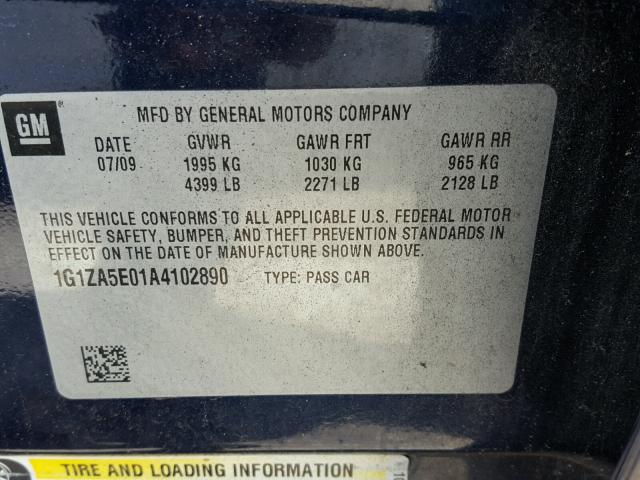 GM
MFD BY GENERAL MOTORS COMPANY
DATE GVWR GAWR FRT GAWR RR
07/09 1995 KG 1030 KG 965 KG
4399 LB 2271 LB 2128 LB
THIS VEHICLE CONFORMS TO ALL APPLICABLE U.S. FEDERAL MOTOR
VEHICLE SAFETY, BUMPER, AND THEFT PREVENTION STANDARDS IN
EFFECT ON THE DATE OF MANUFACTURE SHOWN ABOVE.
1G1ZA5E01A4102890 TYPE: PASS CAR
TIRE AND LOADING INFORMATION